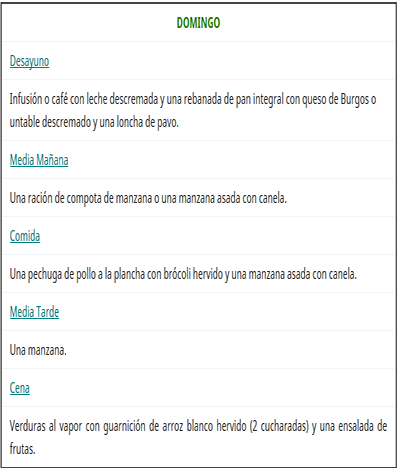 DOMINGO
Desayuno
Infusión o café con leche descremada y una rebanada de pan integral con queso de Burgos o
untable descremado y una loncha de pavo.
Media Mañana
Una ración de compota de manzana o una manzana asada con canela.
Comida
Una pechuga de pollo a la plancha con brócoli hervido y una manzana asada con canela.
Media Tarde
Una manzana.
Cena
Verduras al vapor con guarnición de arroz blanco hervido (2 cucharadas) y una ensalada de
frutas.